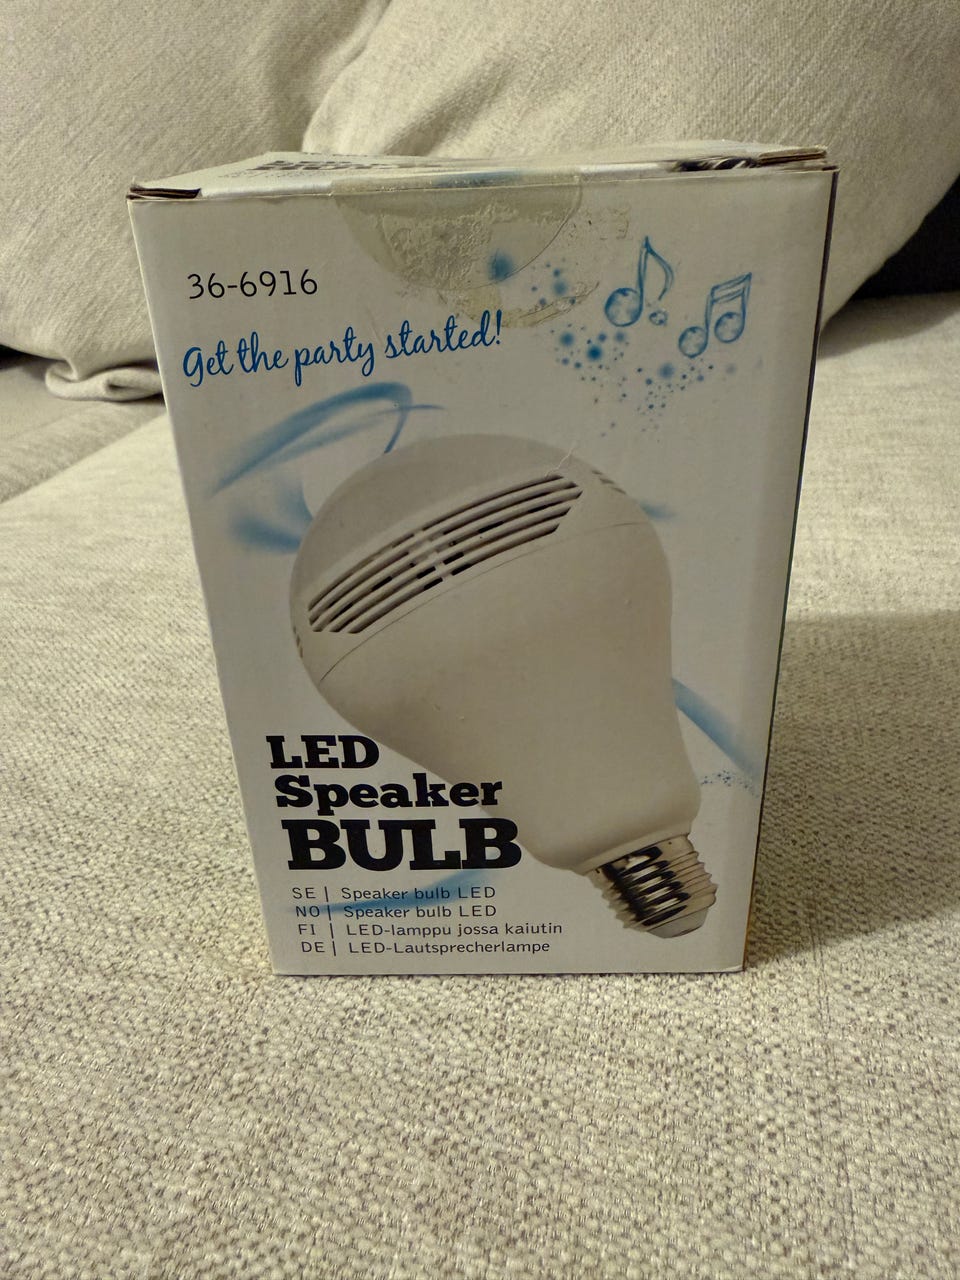 36-6916
Get the party started!
LED
Speaker
BULB
SE | Speaker bulb LED
NO | Speaker bulb LED
FI | LED-lamppu jossa kaiutin
DE | LED-Lautsprecherlampe